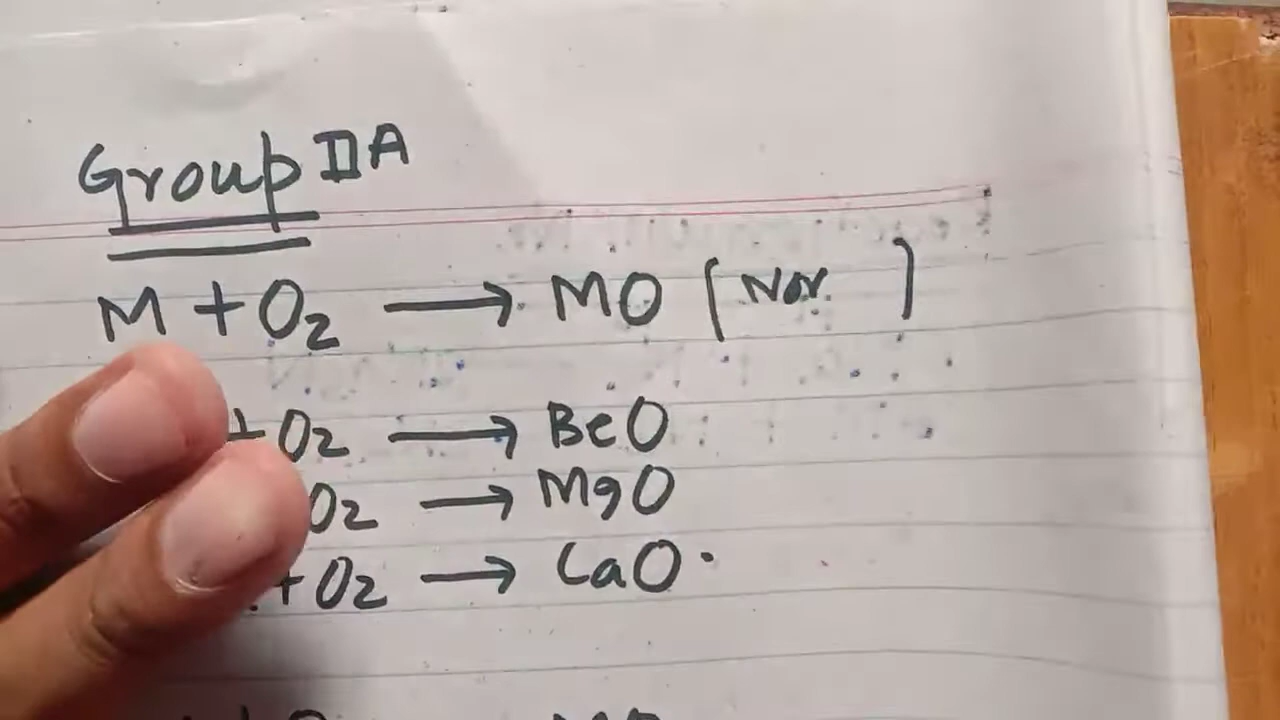 Group IIA
M + O2 → MO [ Nor. ]
+ O2 → BeO
O2 → MgO
+ O2 → CaO